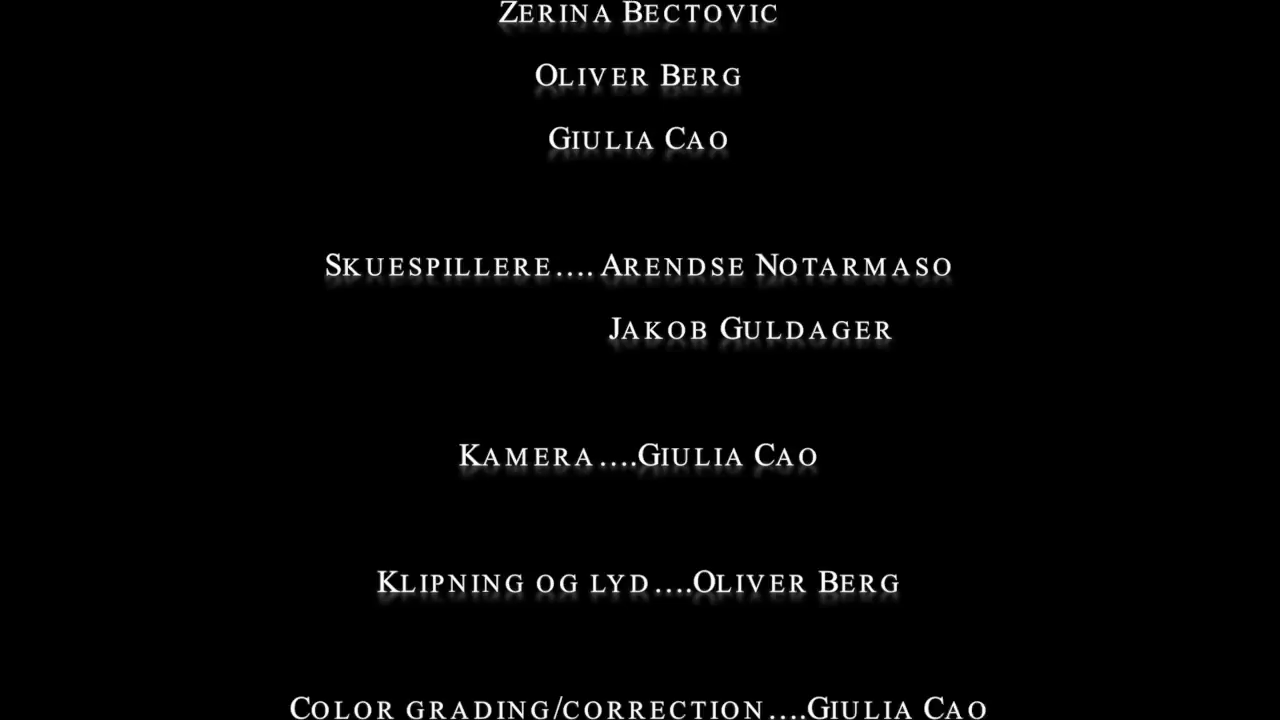 Zerina Bectovic
Oliver Berg
Giulia Cao
Skuespillere.... Arendse Notarmaso
Jakob Guldager
Kamera....Giulia Cao
Klipning og lyd....Oliver Berg
Color grading/correction....Giulia Cao